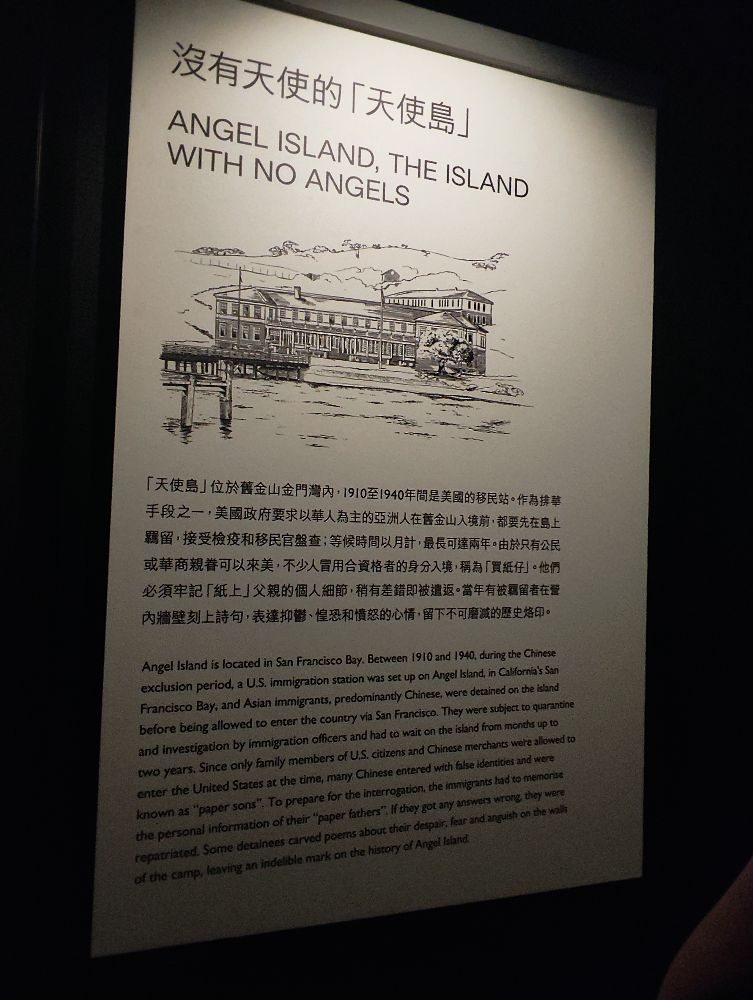 沒有天使的「天使島」
ANGEL ISLAND, THE ISLAND
WITH NO ANGELS
「天使島」位於舊金山金門灣內，1910至1940年間是美國的移民站。作為排華
手段之一，美國政府要求以華人為主的亞洲人在舊金山入境前，都要先在島上
羈留，接受檢疫和移民官盤查；等候時間以月計，最長可達兩年。由於只有公民
或華商親眷可以來美，不少人冒用合資格者的身分入境，稱為「買紙仔」。他們
必須牢記「紙上」父親的個人細節，稍有差錯即被遣返。當年有被羈留者在營
內牆壁刻上詩句，表達抑鬱、惶恐和憤怒的心情，留下不可磨滅的歷史烙印。
Angel Island is located in San Francisco Bay. Between 1910 and 1940, during the Chinese
exclusion period, a U.S. immigration station was set up on Angel Island, in California's San
Francisco Bay, and Asian immigrants, predominantly Chinese, were detained on the island
before being allowed to enter the country via San Francisco. They were subject to quarantine
and investigation by immigration officers and had to wait on the island from months up to
two years. Since only family members of U.S. citizens and Chinese merchants were allowed to
enter the United States at the time, many Chinese entered with false identities and were
known as "paper sons". To prepare for the interrogation, the immigrants had to memorise
the personal information of their "paper fathers". If they got any answers wrong, they were
repatriated. Some detainees carved poems about their despair, fear and anguish on the walls
of the camp, leaving an indelible mark on the history of Angel Island.